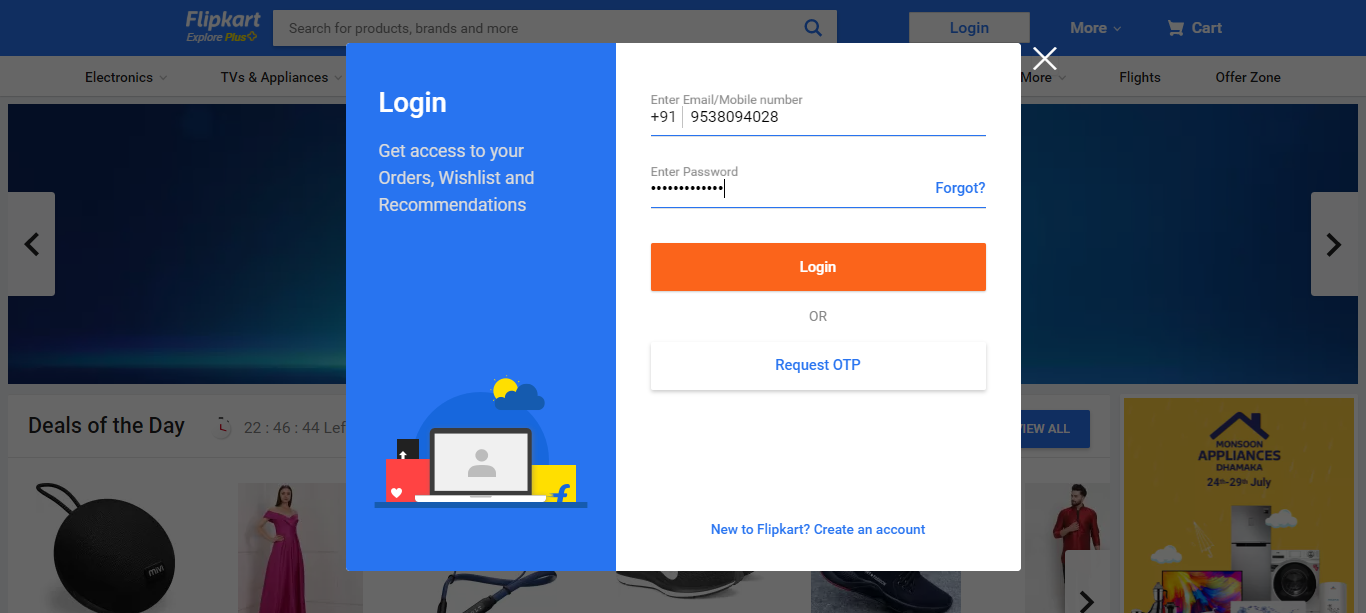 Flipkart
Explore Plus
Search for products, brands and more
Login
More
Cart
Electronics
TVs & Appliances
More
Flights
Offer Zone
Login
Get access to your
Orders, Wishlist and
Recommendations
Enter Email/Mobile number
+91 9538094028
Enter Password
•••••••••••••
Forgot?
Login
OR
Request OTP
New to Flipkart? Create an account
Deals of the Day
22 : 46 : 44 Lef
VIEW ALL
MIVI
MONSOON
APPLIANCES
DHAMAKA
24th-29th July